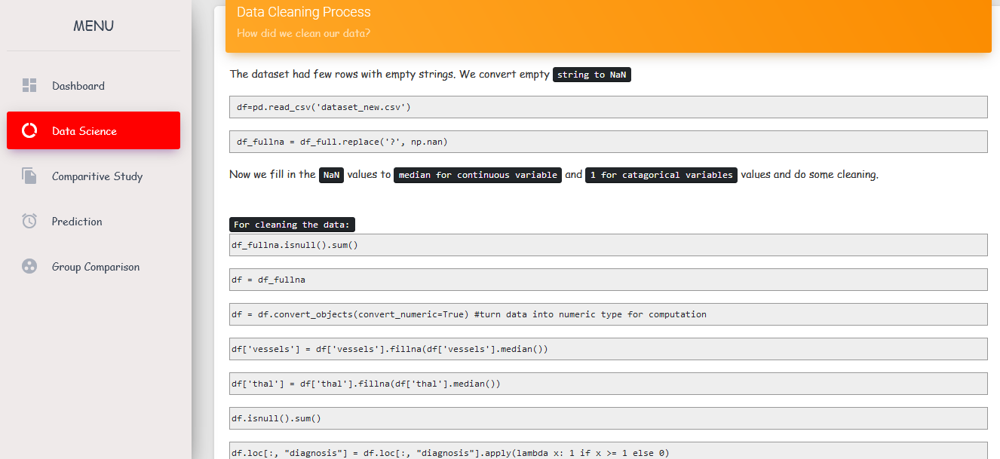 MENU
Dashboard
Data Science
Comparitive Study
Prediction
Group Comparison
Data Cleaning Process
How did we clean our data?
The dataset had few rows with empty strings. We convert empty string to NaN
df=pd.read_csv('dataset_new.csv')
df_fullna = df_full.replace('?', np.nan)
Now we fill in the NaN values to median for continuous variable and 1 for catagorical variables values and do some cleaning.
For cleaning the data:
df_fullna.isnull().sum()
df = df_fullna
df = df.convert_objects(convert_numeric=True) #turn data into numeric type for computation
df['vessels'] = df['vessels'].fillna(df['vessels'].median())
df['thal'] = df['thal'].fillna(df['thal'].median())
df.isnull().sum()
df.loc[:, "diagnosis"] = df.loc[:, "diagnosis"].apply(lambda x: 1 if x >= 1 else 0)